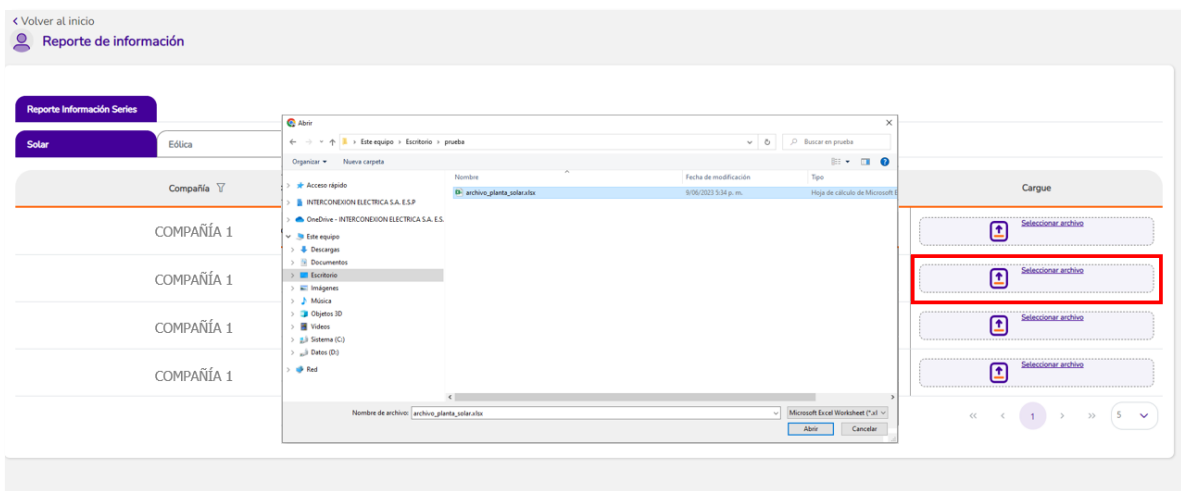 Volver al inicio
Reporte de información
Reporte Información Series
Solar
Eólica
Compañía
Cargue
COMPAÑÍA 1
Seleccionar archivo
COMPAÑÍA 1
Seleccionar archivo
COMPAÑÍA 1
Seleccionar archivo
COMPAÑÍA 1
Seleccionar archivo
<< < 1 > >> 5
Abrir
Este equipo > Escritorio > prueba
Buscar en prueba
Organizar
Nueva carpeta
Nombre
Fecha de modificación
Tipo
archivo_planta_solar.xlsx
9/06/2023 5:34 p. m.
Hoja de cálculo de Microsoft E
Acceso rápido
INTERCONEXION ELECTRICA S.A. E.S.P
OneDrive - INTERCONEXION ELECTRICA S.A. E.S.
Este equipo
Descargas
Documentos
Escritorio
Imágenes
Música
Objetos 3D
Videos
Sistema (C:)
Datos (D:)
Red
Nombre de archivo: archivo_planta_solar.xlsx
Microsoft Excel Worksheet (*.xl
Abrir
Cancelar